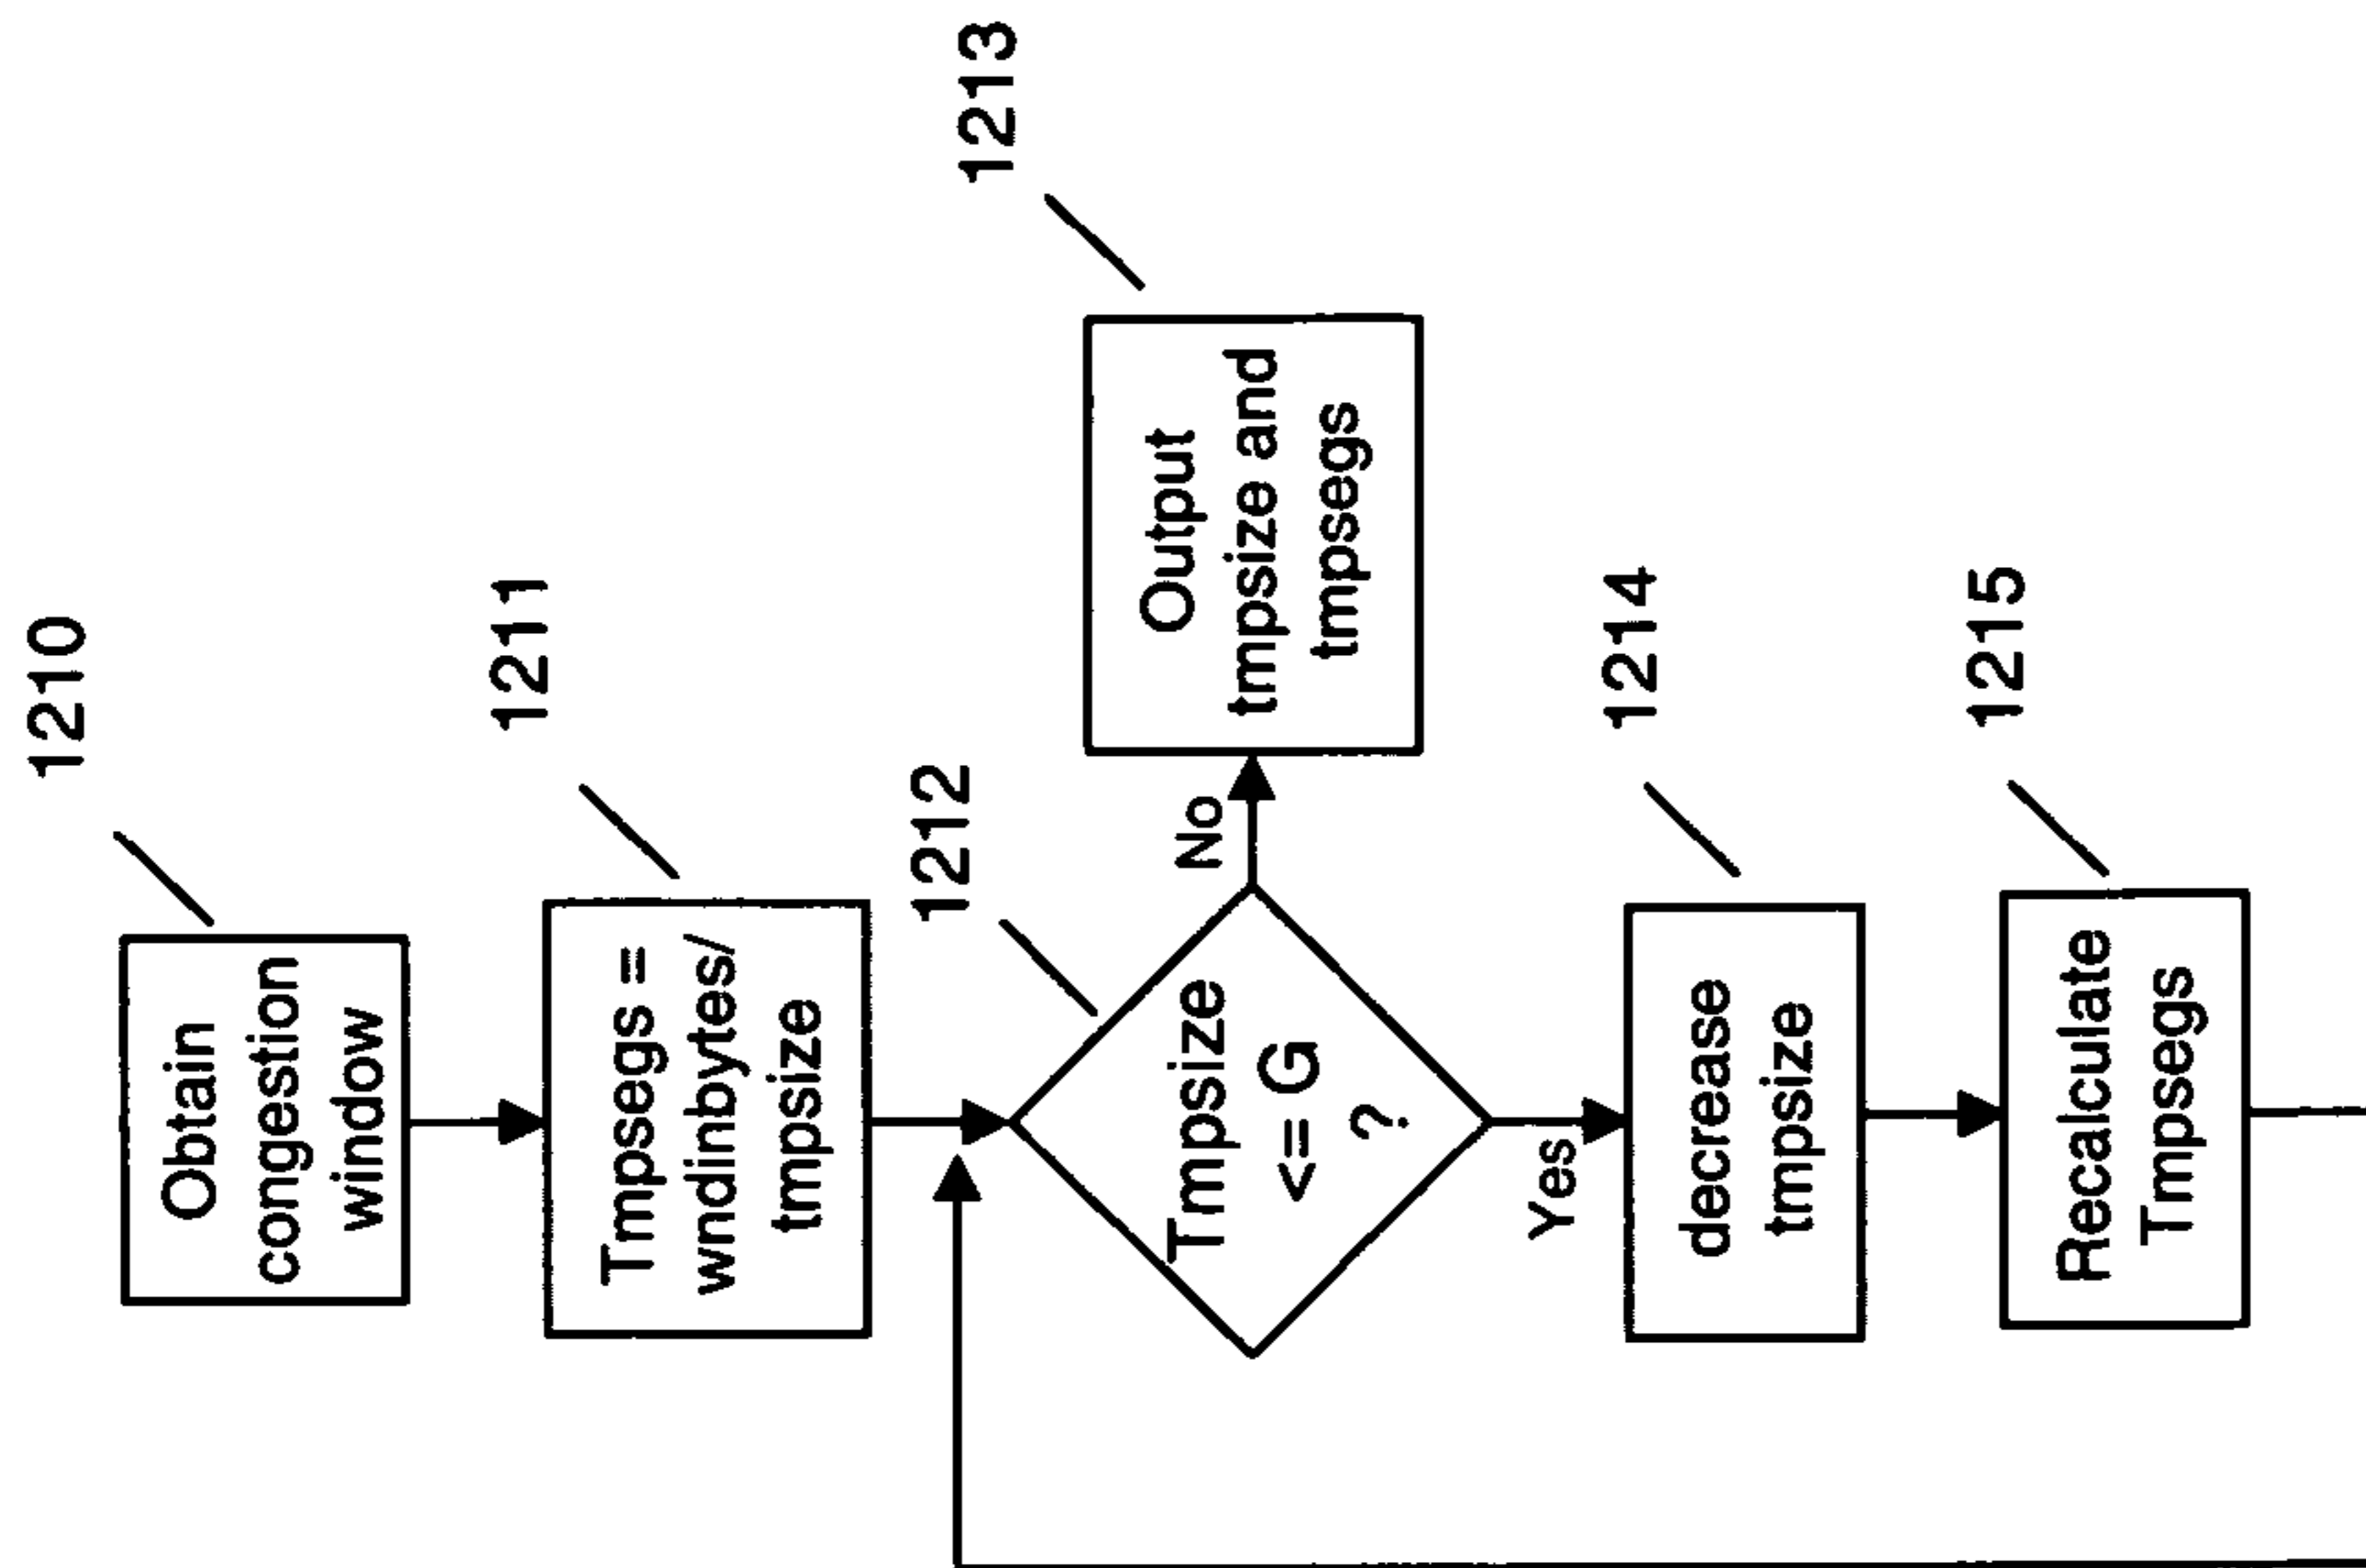 1210
Obtain
congestion
window
1211
Tmpsegs =
wndinbytes/
tmpsize
1212
Tmpsize
<= G
?
No
1213
Output
tmpsize and
tmpsegs
Yes
1214
decrease
tmpsize
1215
Recalculate
Tmpsegs